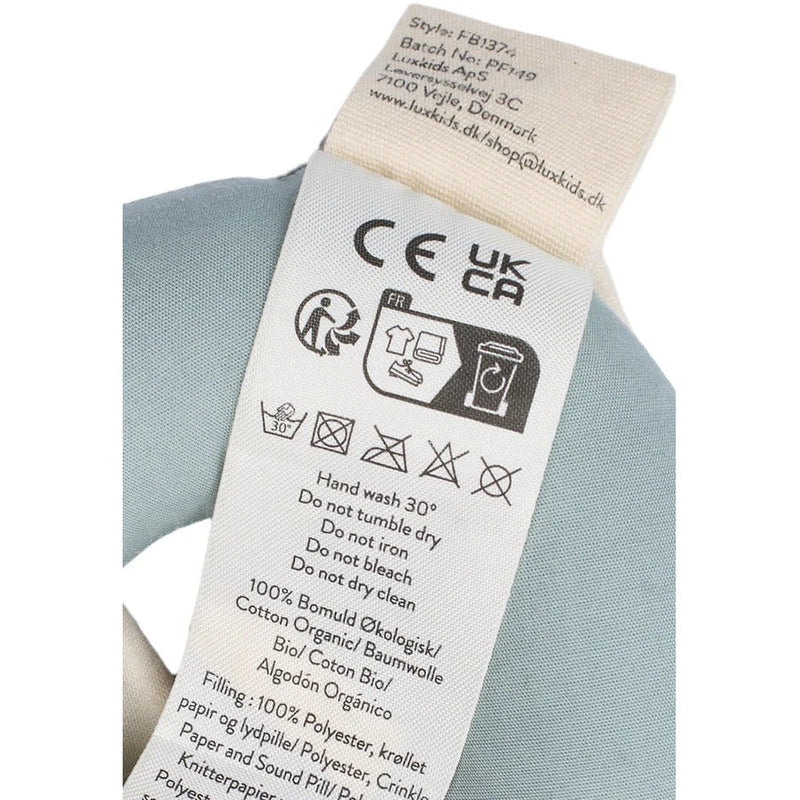 Style: FB1374
Batch No: PF149
Luxkids ApS
7100 Vejle, Denmark
www.luxkids.dk/shop@luxkids.dk
CE
UK
CA
FR
30°
Hand wash 30°
Do not tumble dry
Do not iron
Do not bleach
Do not dry clean
100% Bomuld Økologisk/
Cotton Organic/ Baumwolle
Bio/ Coton Bio/
Algodón Orgánico
Filling : 100% Polyester, krøllet
papir og lydpille/ Polyester, Crinkle
Paper and Sound Pill/ Polyester,
Knitterpapier